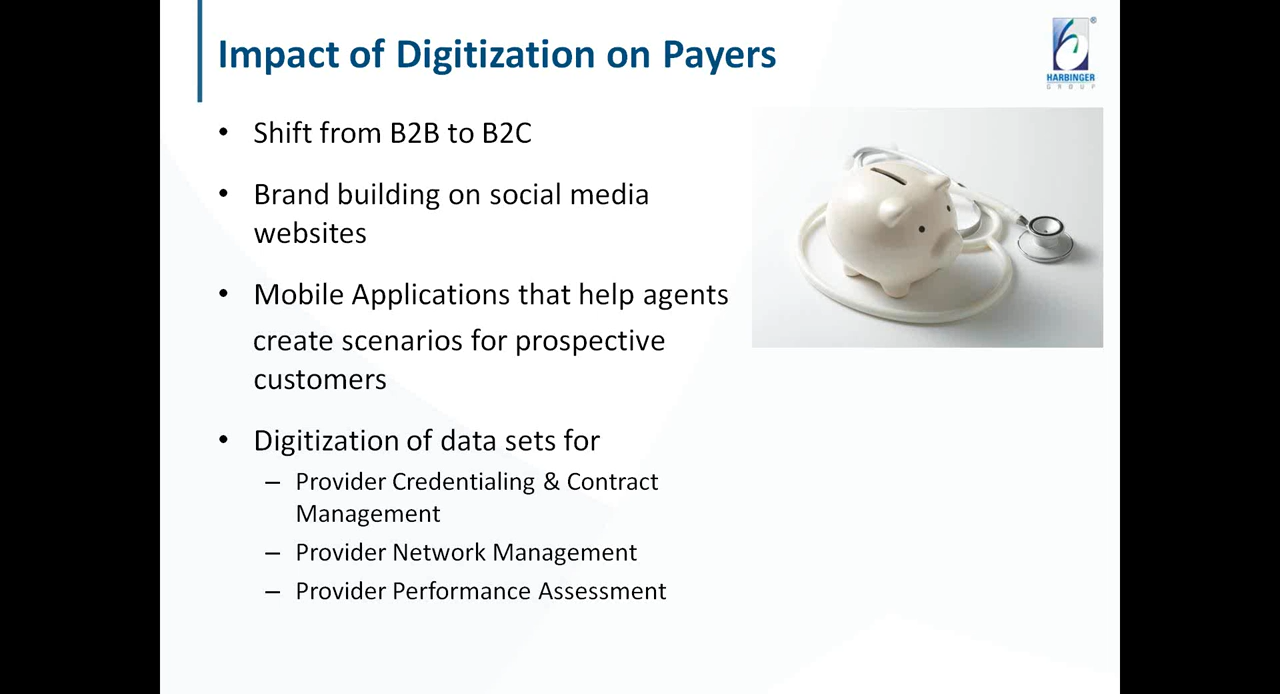 Impact of Digitization on Payers
®
HARBINGER
GROUP
• Shift from B2B to B2C
• Brand building on social media
websites
• Mobile Applications that help agents
create scenarios for prospective
customers
• Digitization of data sets for
– Provider Credentialing & Contract
Management
– Provider Network Management
– Provider Performance Assessment